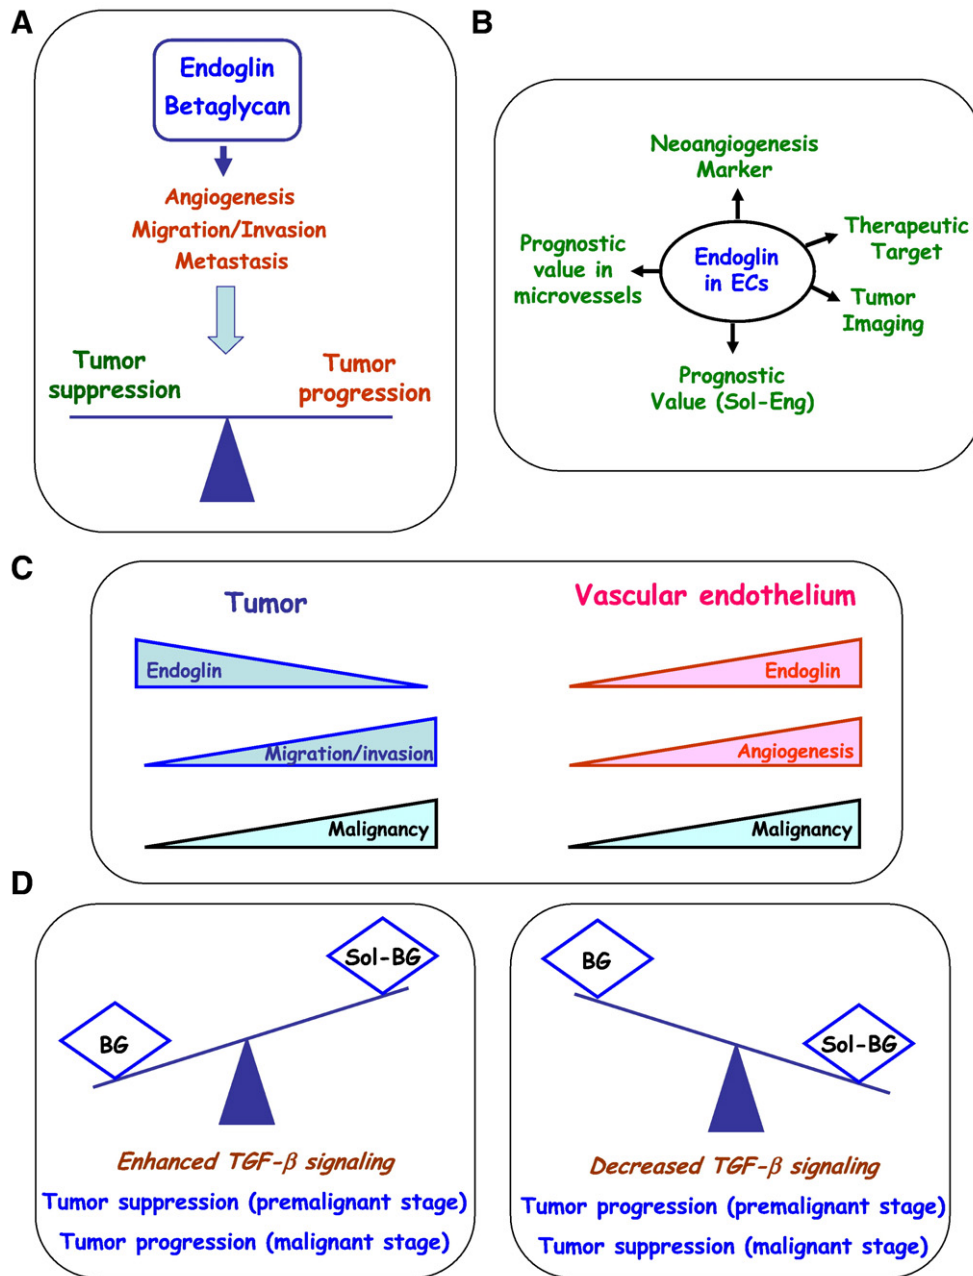 A
Endoglin
Betaglycan
Angiogenesis
Migration/Invasion
Metastasis
Tumor
suppression
Tumor
progression
B
Neoangiogenesis
Marker
Prognostic
value in
microvessels
Endoglin
in ECs
Therapeutic
Target
Tumor
Imaging
Prognostic
Value (Sol-Eng)
C
Tumor
Endoglin
Migration/invasion
Malignancy
Vascular endothelium
Endoglin
Angiogenesis
Malignancy
D
BG
Sol-BG
Enhanced TGF-β signaling
Tumor suppression (premalignant stage)
Tumor progression (malignant stage)
BG
Sol-BG
Decreased TGF-β signaling
Tumor progression (premalignant stage)
Tumor suppression (malignant stage)